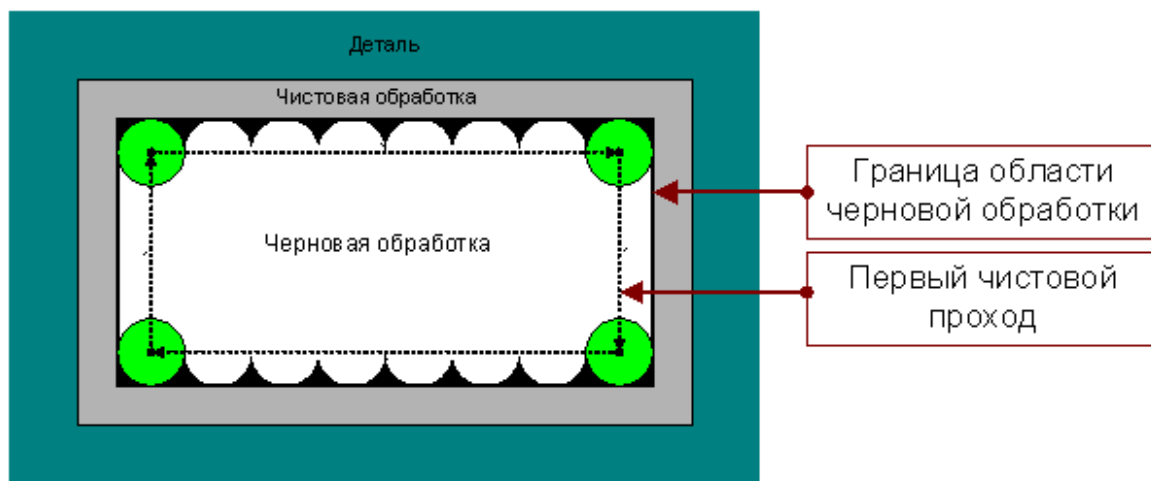 Деталь
Чистовая обработка
Черновая обработка
Граница области
черновой обработки
Первый чистовой
проход